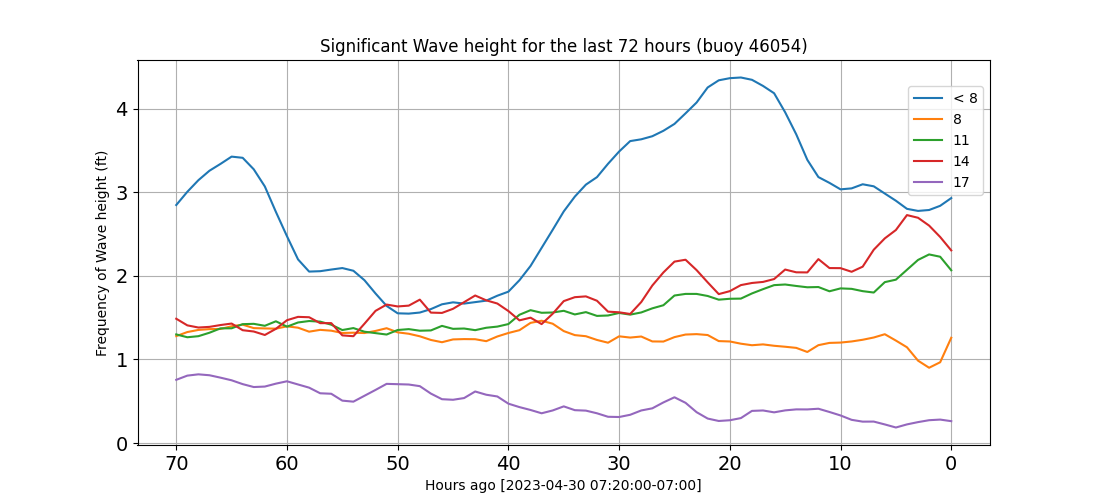 Significant Wave height for the last 72 hours (buoy 46054)
Frequency of Wave height (ft)
4
3
2
1
0
< 8
8
11
14
17
70 60 50 40 30 20 10 0
Hours ago [2023-04-30 07:20:00-07:00]